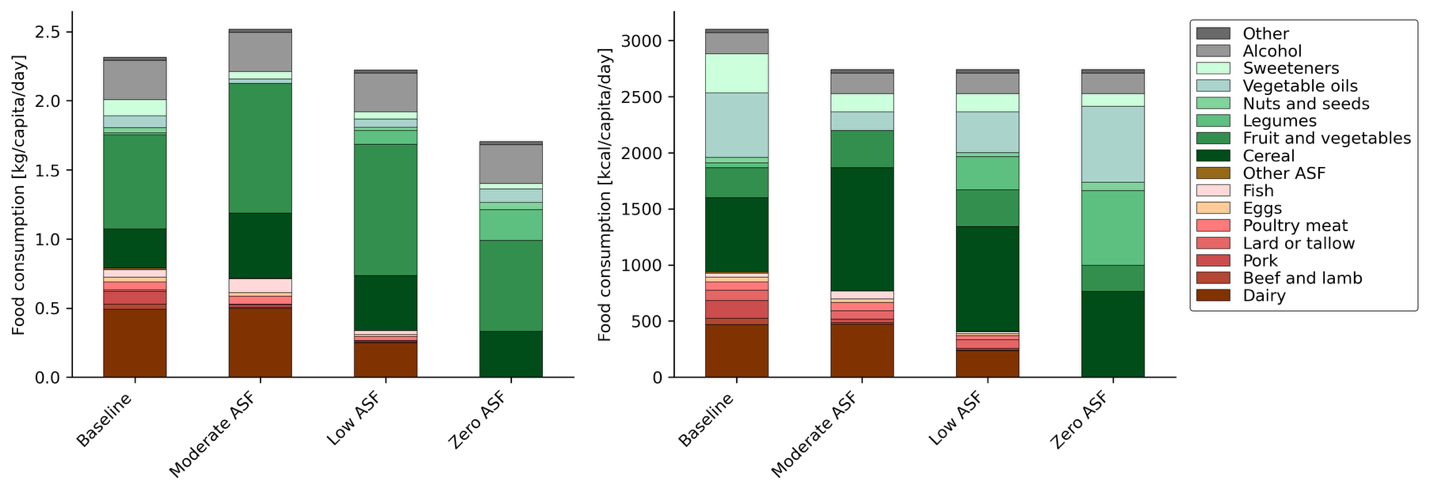 Food consumption [kg/capita/day]
2.5
2.0
1.5
1.0
0.5
0.0
Baseline
Moderate ASF
Low ASF
Zero ASF
Food consumption [kcal/capita/day]
3000
2500
2000
1500
1000
500
0
Baseline
Moderate ASF
Low ASF
Zero ASF
Other
Alcohol
Sweeteners
Vegetable oils
Nuts and seeds
Legumes
Fruit and vegetables
Cereal
Other ASF
Fish
Eggs
Poultry meat
Lard or tallow
Pork
Beef and lamb
Dairy